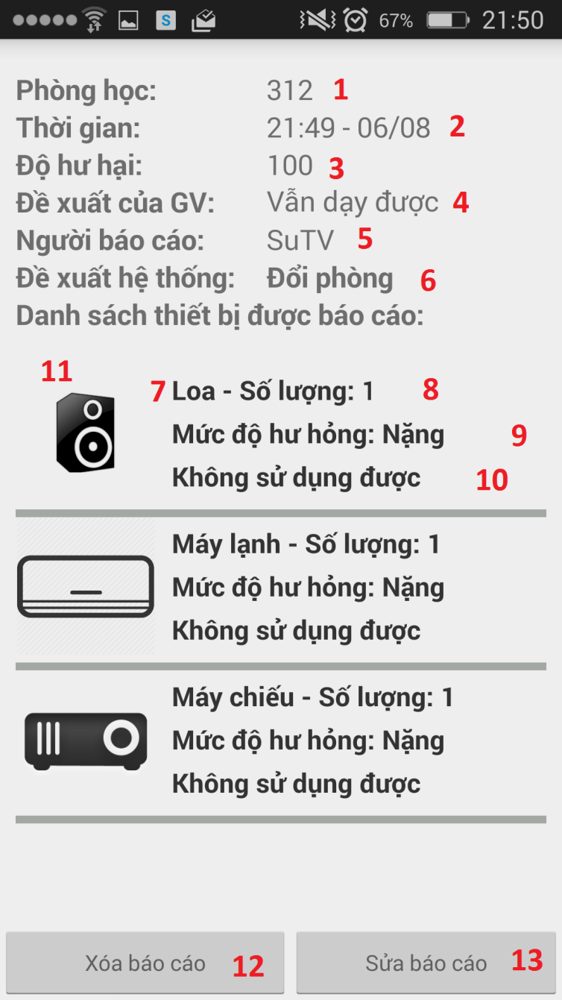 S 67% 21:50
Phòng học: 312 1
Thời gian: 21:49 - 06/08 2
Độ hư hại: 100 3
Đề xuất của GV: Vẫn dạy được 4
Người báo cáo: SuTV 5
Đề xuất hệ thống: Đổi phòng 6
Danh sách thiết bị được báo cáo:
11
7 Loa - Số lượng: 1 8
Mức độ hư hỏng: Nặng 9
Không sử dụng được 10
Máy lạnh - Số lượng: 1
Mức độ hư hỏng: Nặng
Không sử dụng được
Máy chiếu - Số lượng: 1
Mức độ hư hỏng: Nặng
Không sử dụng được
Xóa báo cáo 12 Sửa báo cáo 13